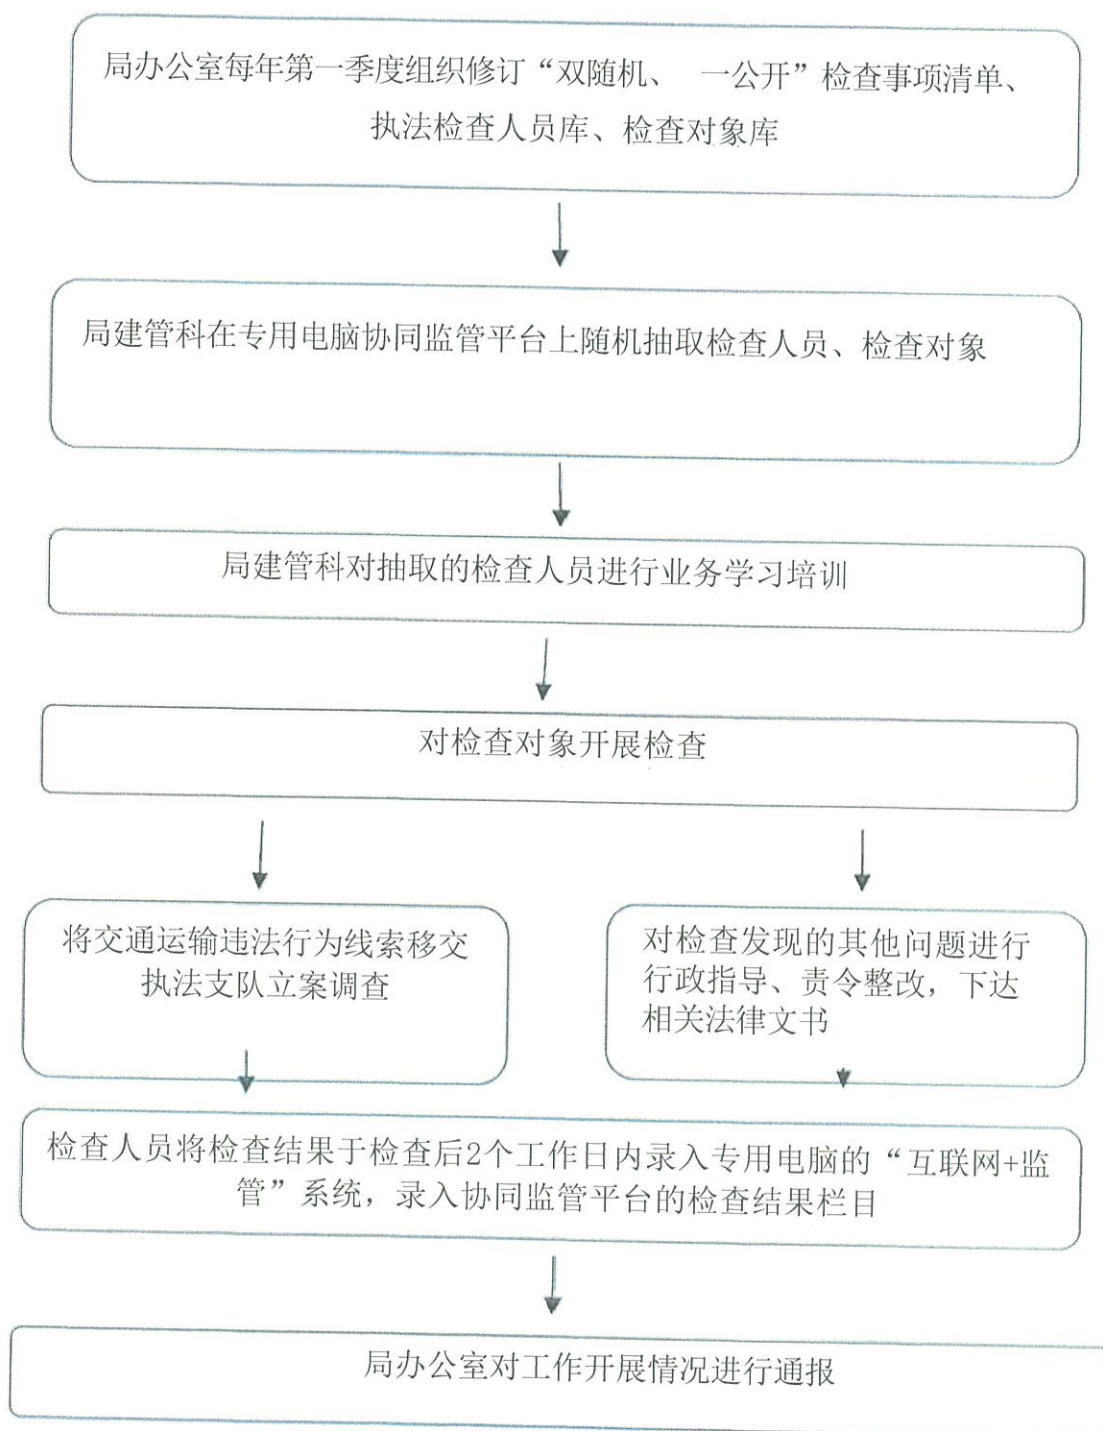 局办公室每年第一季度组织修订“双随机、 一公开”检查事项清单、
执法检查人员库、检查对象库
局建管科在专用电脑协同监管平台上随机抽取检查人员、检查对象
局建管科对抽取的检查人员进行业务学习培训
对检查对象开展检查
将交通运输违法行为线索移交
执法支队立案调查
对检查发现的其他问题进行
行政指导、责令整改，下达
相关法律文书
检查人员将检查结果于检查后2个工作日内录入专用电脑的“互联网+监
管”系统，录入协同监管平台的检查结果栏目
局办公室对工作开展情况进行通报